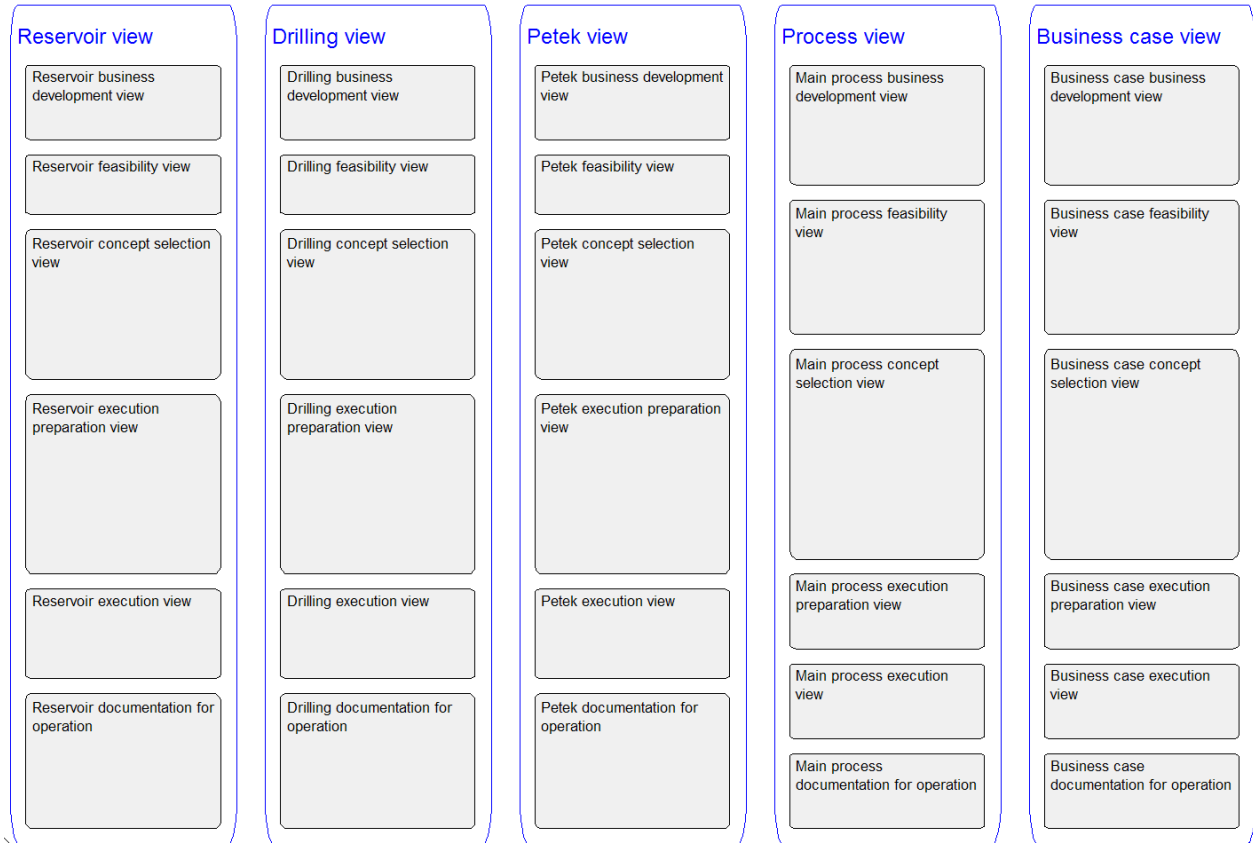 Reservoir view
Reservoir business
development view
Reservoir feasibility view
Reservoir concept selection
view
Reservoir execution
preparation view
Reservoir execution view
Reservoir documentation for
operation
Drilling view
Drilling business
development view
Drilling feasibility view
Drilling concept selection
view
Drilling execution
preparation view
Drilling execution view
Drilling documentation for
operation
Petek view
Petek business development
view
Petek feasibility view
Petek concept selection
view
Petek execution preparation
view
Petek execution view
Petek documentation for
operation
Process view
Main process business
development view
Main process feasibility
view
Main process concept
selection view
Main process execution
preparation view
Main process execution
view
Main process
documentation for operation
Business case view
Business case business
development view
Business case feasibility
view
Business case concept
selection view
Business case execution
preparation view
Business case execution
view
Business case
documentation for operation